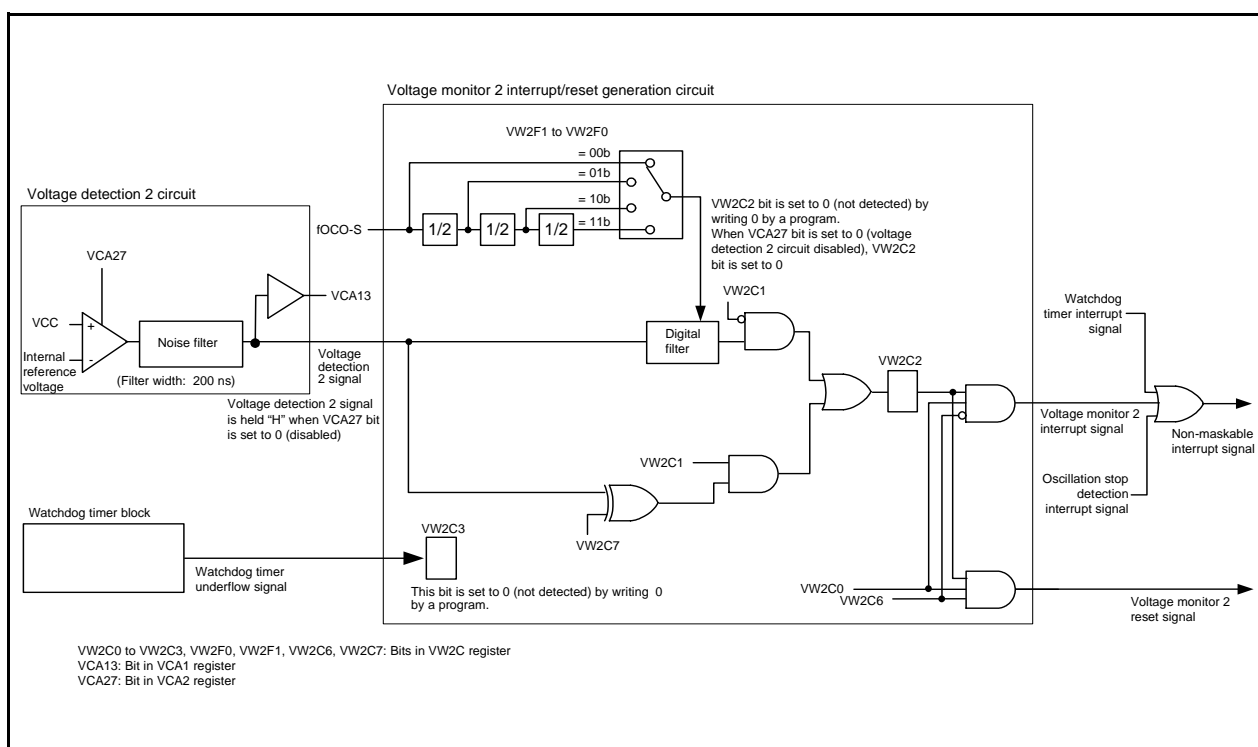 Voltage monitor 2 interrupt/reset generation circuit
VW2F1 to VW2F0
= 00b
= 01b
= 10b
= 11b
fOCO-S
1/2
1/2
1/2
VW2C2 bit is set to 0 (not detected) by
writing 0 by a program.
When VCA27 bit is set to 0 (voltage
detection 2 circuit disabled), VW2C2
bit is set to 0
Voltage detection 2 circuit
VCA27
VCA13
VCC
+
-
Internal
reference
voltage
Noise filter
(Filter width: 200 ns)
Voltage
detection
2 signal
Voltage detection 2 signal
is held “H” when VCA27 bit
is set to 0 (disabled)
VW2C1
Digital
filter
VW2C2
Watchdog
timer interrupt
signal
Voltage monitor 2
interrupt signal
Non-maskable
interrupt signal
Oscillation stop
detection
interrupt signal
VW2C1
VW2C7
Watchdog timer block
Watchdog timer
underflow signal
VW2C3
This bit is set to 0 (not detected) by writing 0
by a program.
VW2C0
VW2C6
Voltage monitor 2
reset signal
VW2C0 to VW2C3, VW2F0, VW2F1, VW2C6, VW2C7: Bits in VW2C register
VCA13: Bit in VCA1 register
VCA27: Bit in VCA2 register